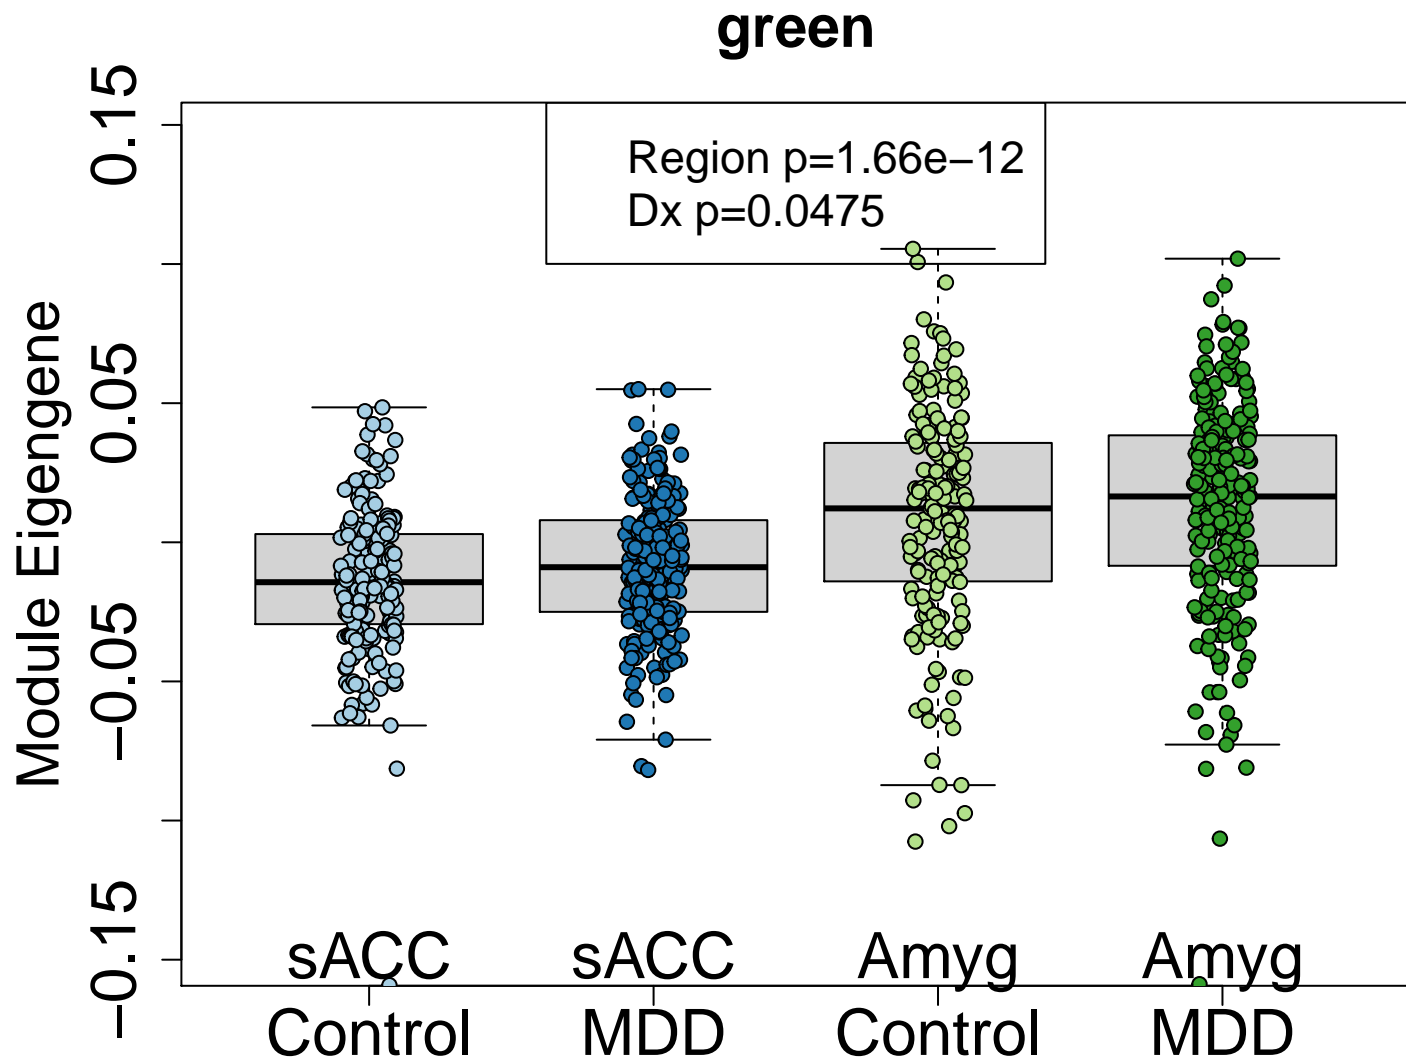 green
Region p=1.66e−12
Dx p=0.0475
Module Eigengene
0.15
0.05
−0.05
−0.15
sACC sACC Amyg Amyg
Control MDD Control MDD